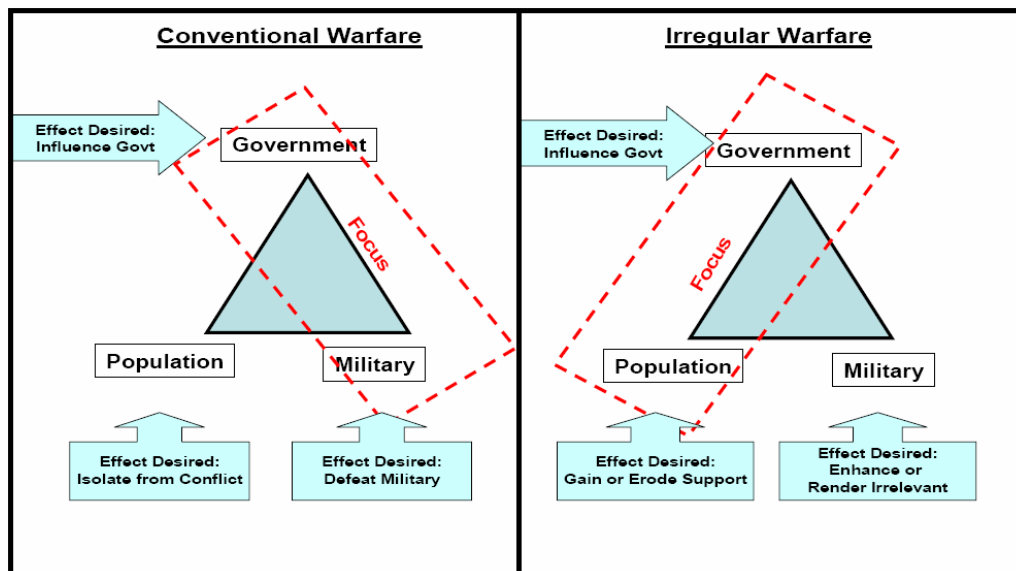 Conventional Warfare
Effect Desired:
Influence Govt
Government
Focus
Population
Military
Effect Desired:
Isolate from Conflict
Effect Desired:
Defeat Military
Irregular Warfare
Effect Desired:
Influence Govt
Government
Focus
Population
Military
Effect Desired:
Gain or Erode Support
Effect Desired:
Enhance or
Render Irrelevant